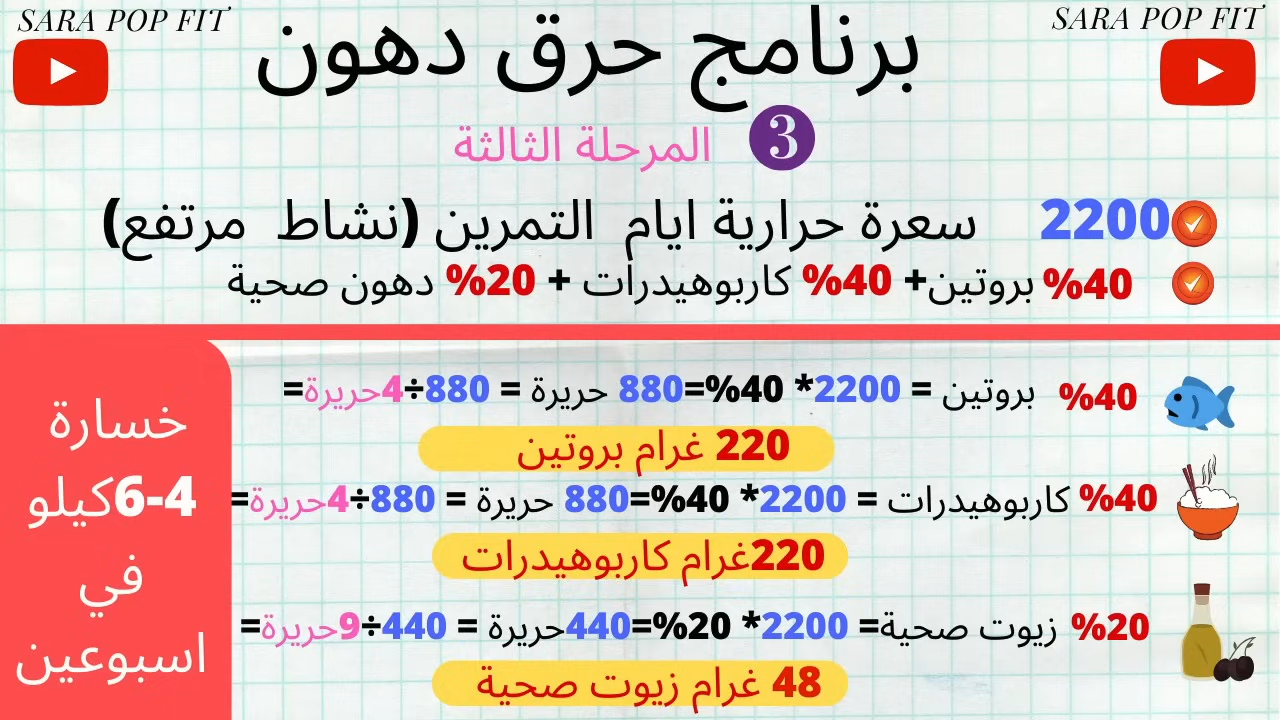 SARA POP FIT
SARA POP FIT
برنامج حرق دهون
3 المرحلة الثالثة
2200 سعرة حرارية ايام التمرين (نشاط مرتفع)
%40 بروتين+ %40 كاربوهيدرات + %20 دهون صحية
%40 بروتين = 2200* %40=880 حريرة = 880÷4حريرة=
220 غرام بروتين
%40 كاربوهيدرات = 2200* %40=880 حريرة = 880÷4حريرة=
220غرام كاربوهيدرات
%20 زيوت صحية= 2200* %20=440حريرة = 440÷9حريرة=
48 غرام زيوت صحية
خسارة
6-4كيلو
في
اسبوعين